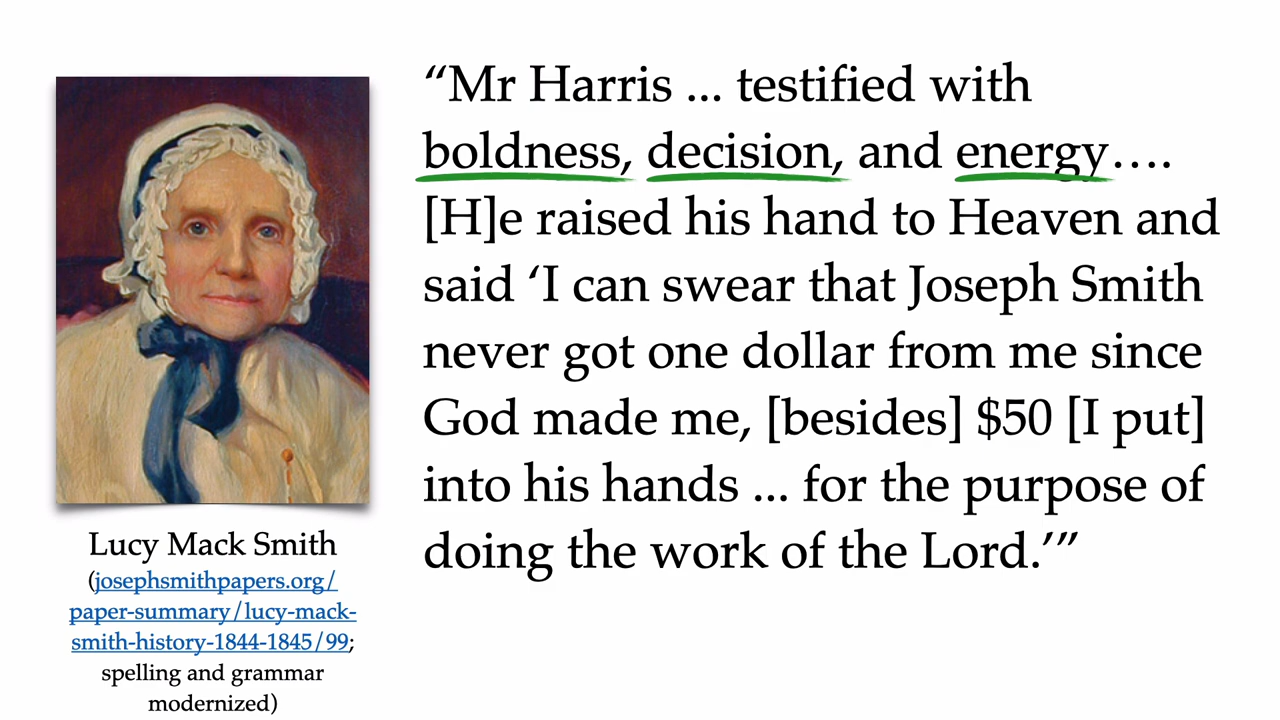 “Mr Harris ... testified with
boldness, decision, and energy….
[H]e raised his hand to Heaven and
said ‘I can swear that Joseph Smith
never got one dollar from me since
God made me, [besides] $50 [I put]
into his hands ... for the purpose of
doing the work of the Lord.’”
Lucy Mack Smith
(josephsmithpapers.org/
paper-summary/lucy-mack-
smith-history-1844-1845/99;
spelling and grammar
modernized)